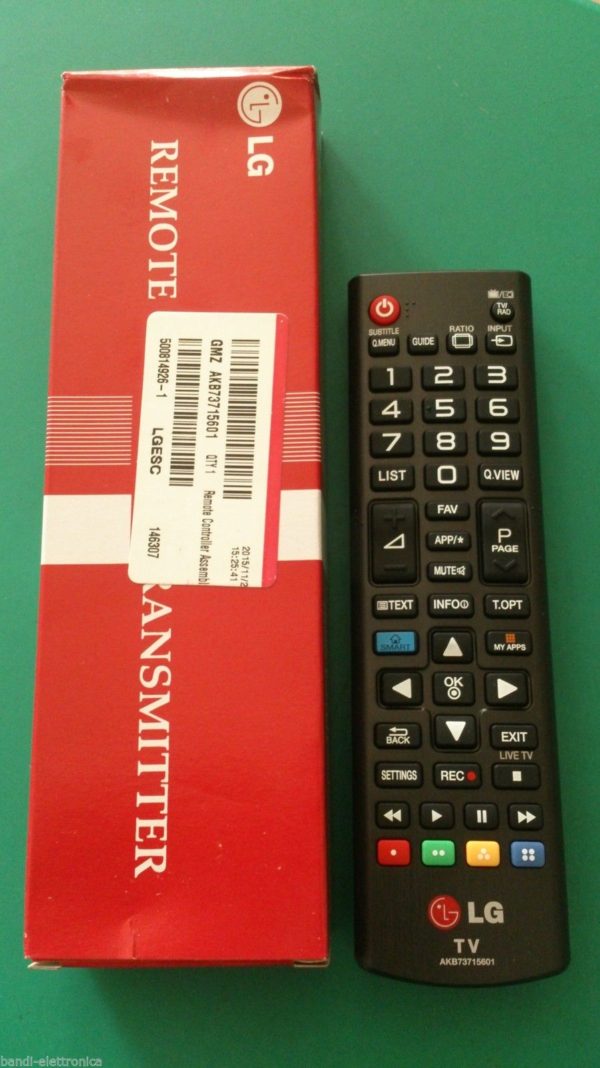 LG
REMOTE
RANSMITTER
GMZ AKB73715601 QTY 1 Remote Controller Assembl
2015/11/2
15:25:41
500814926-1 LGESC 146307
TV/
RAD
SUBTITLE
Q.MENU
GUIDE
RATIO
INPUT
1 2 3
4 5 6
7 8 9
LIST 0 Q.VIEW
+
FAV
P
PAGE
APP/*
-
MUTE
TEXT INFO T.OPT
SMART
MY APPS
OK
BACK
EXIT
LIVE TV
SETTINGS REC
LG
TV
AKB73715601
bandi-elettronica